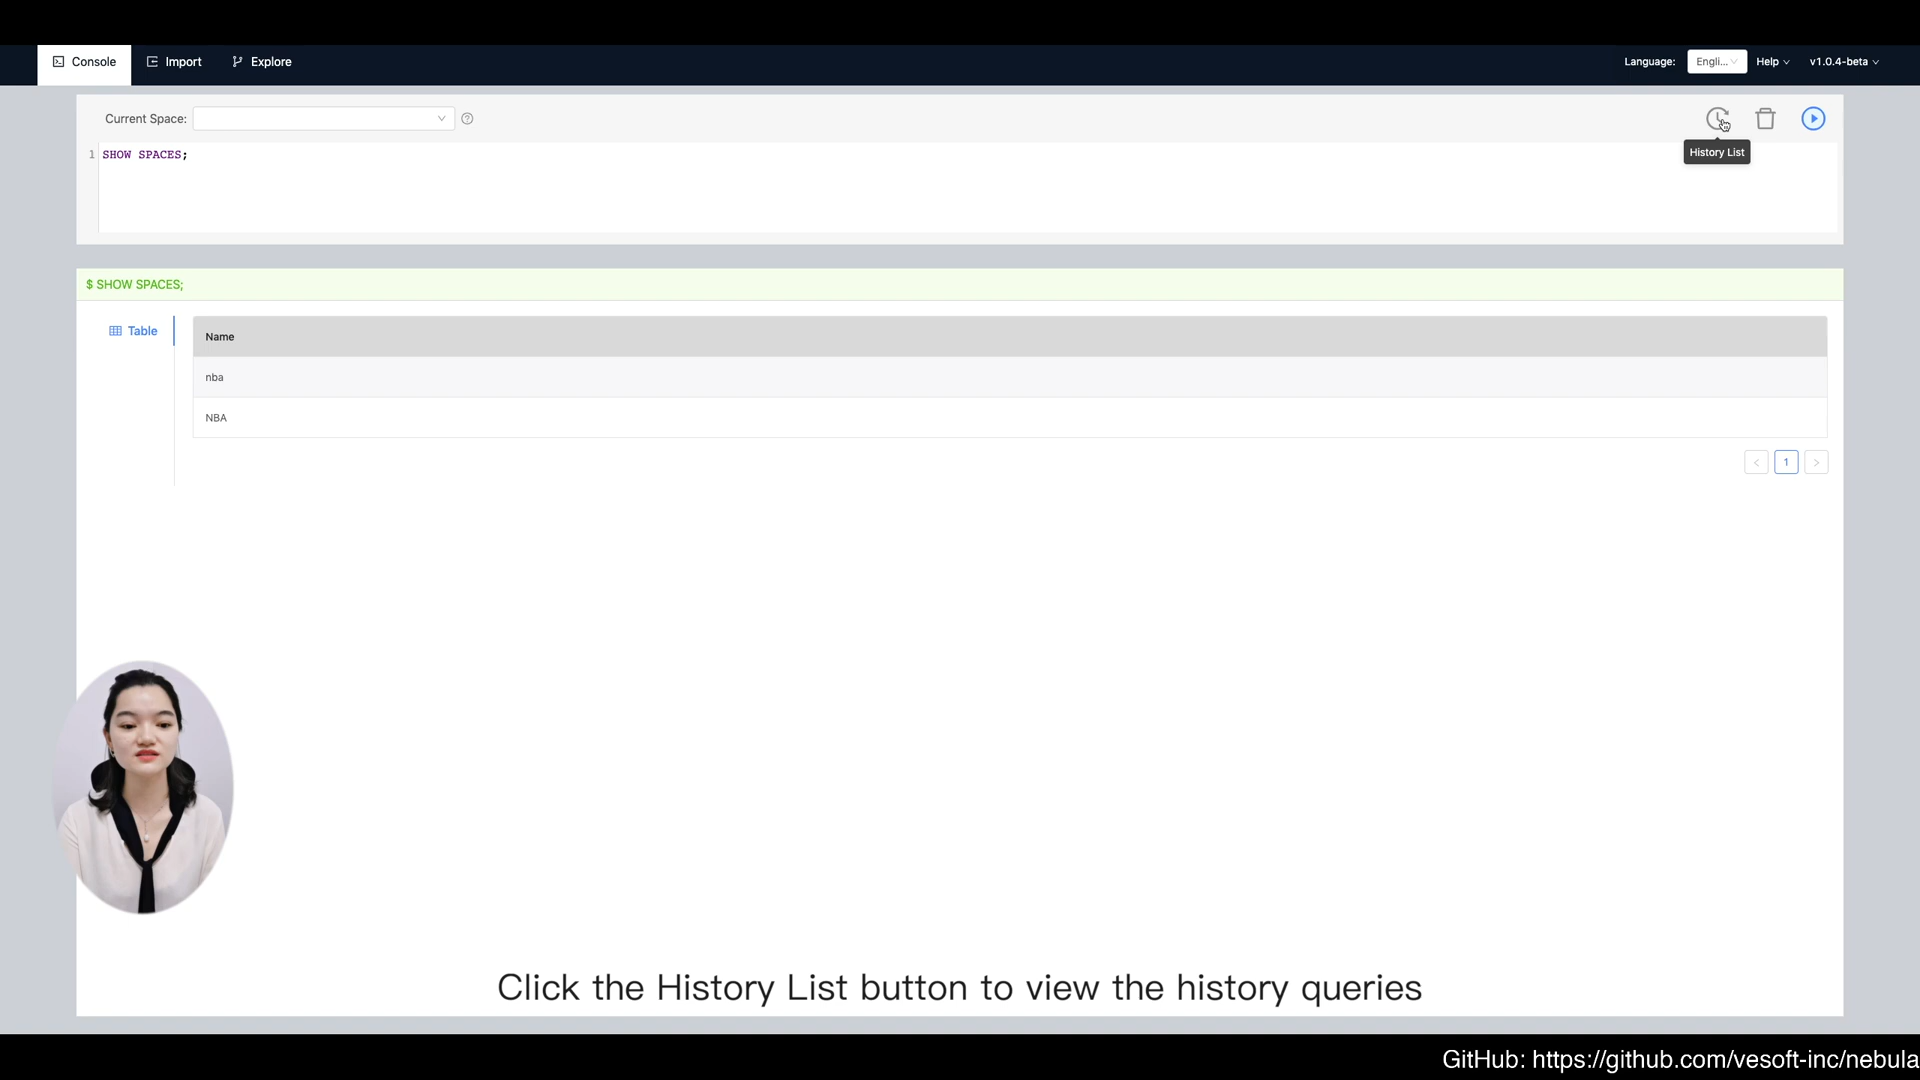 Console
Import
Explore
Language:
Engli...
Help
v1.0.4-beta
Current Space:
1 SHOW SPACES;
History List
$ SHOW SPACES;
Table
Name
nba
NBA
< 1 >
Click the History List button to view the history queries
GitHub: https://github.com/vesoft-inc/nebula